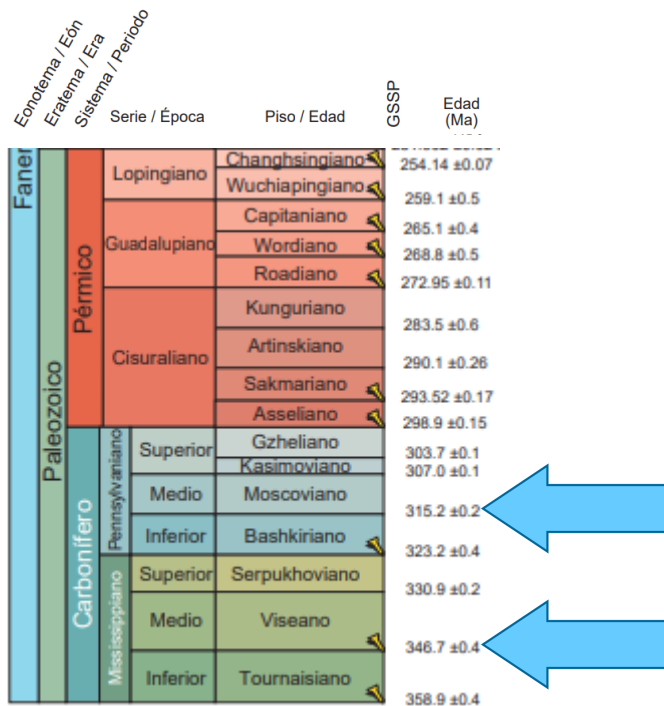 Eonotema / Eón
Eratema / Era
Sistema / Periodo
Serie / Época
Piso / Edad
GSSP
Edad
(Ma)
Faner
Paleozoico
Pérmico
Lopingiano
Changhsingiano
254.14 ±0.07
Wuchiapingiano
259.1 ±0.5
Guadalupiano
Capitaniano
265.1 ±0.4
Wordiano
268.8 ±0.5
Roadiano
272.95 ±0.11
Cisuraliano
Kunguriano
283.5 ±0.6
Artinskiano
290.1 ±0.26
Sakmariano
293.52 ±0.17
Asseliano
298.9 ±0.15
Carbonífero
Pennsylvaniano
Superior
Gzheliano
303.7 ±0.1
Kasimoviano
307.0 ±0.1
Medio
Moscoviano
315.2 ±0.2
Inferior
Bashkiriano
323.2 ±0.4
Mississippiano
Superior
Serpukhoviano
330.9 ±0.2
Medio
Viseano
346.7 ±0.4
Inferior
Tournaisiano
358.9 ±0.4